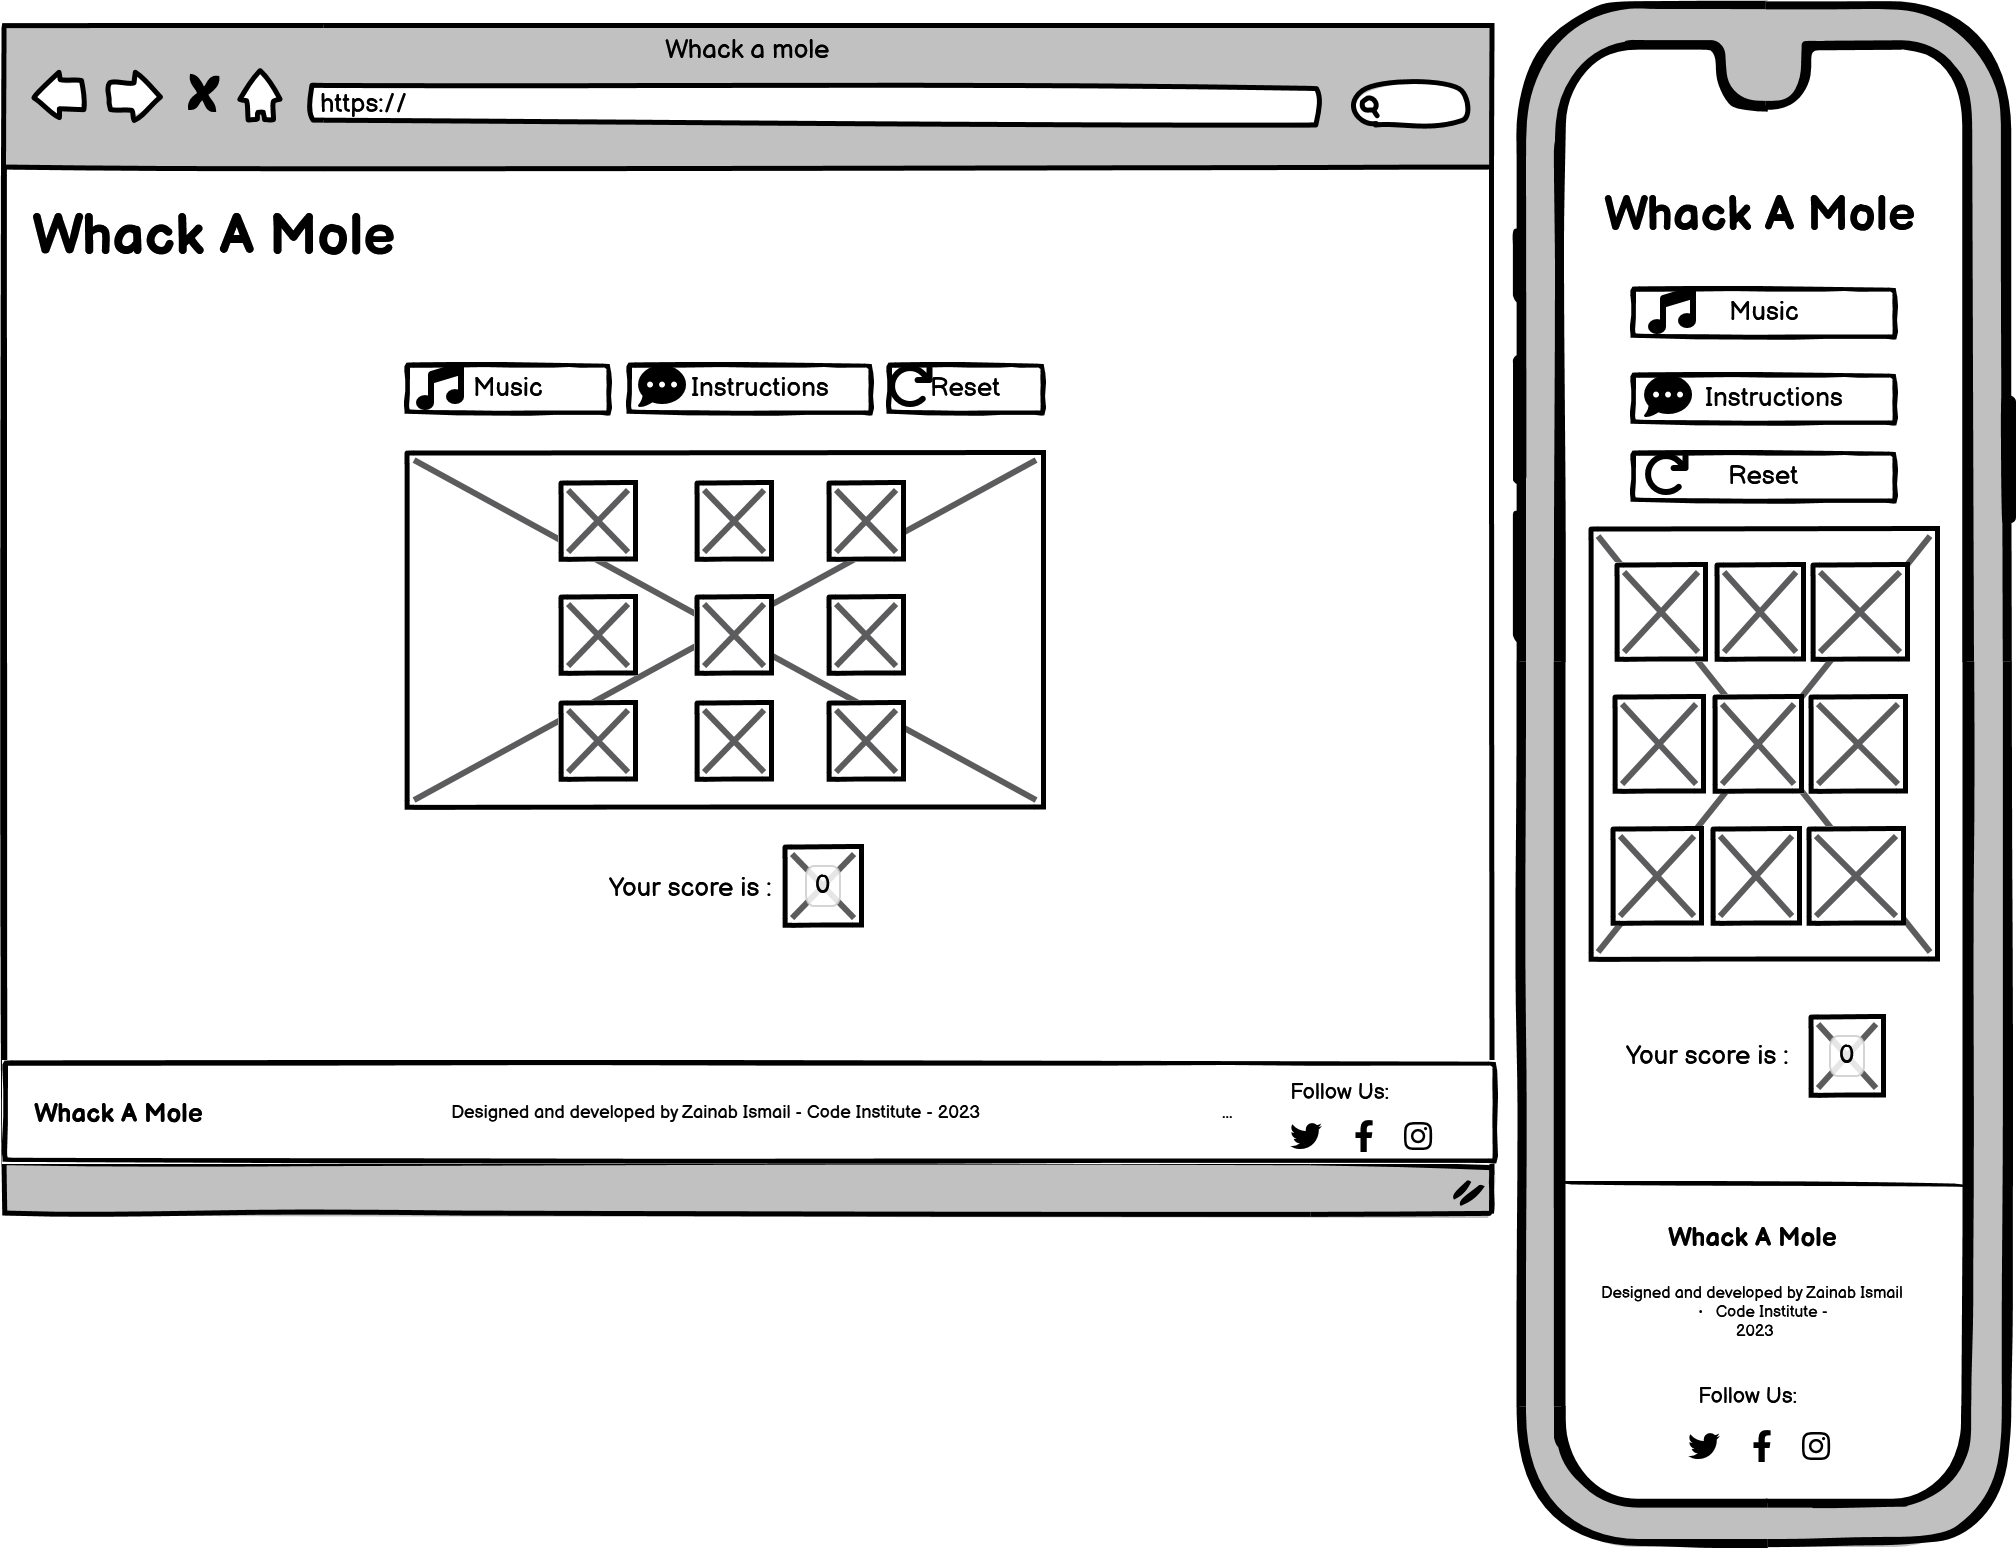 Whack a mole
https://
Whack A Mole
Music
Instructions
Reset
Your score is :
0
Whack A Mole
Designed and developed by Zainab Ismail - Code Institute - 2023
...
Follow Us:
Whack A Mole
Music
Instructions
Reset
Your score is :
0
Whack A Mole
Designed and developed by Zainab Ismail
· Code Institute -
2023
Follow Us: